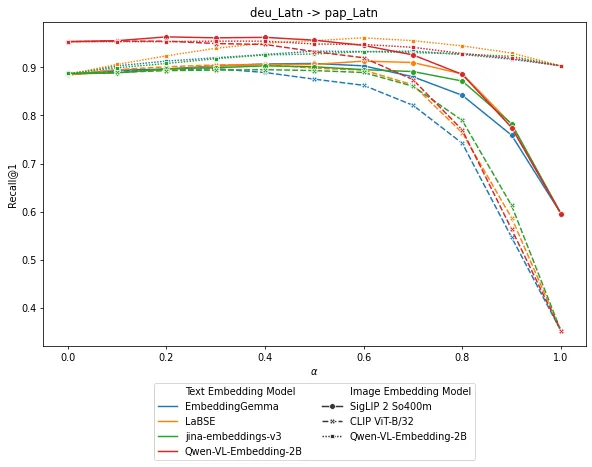 deu_Latn -> pap_Latn
Recall@1
0.9
0.8
0.7
0.6
0.5
0.4
0.0
0.2
0.4
0.6
0.8
1.0
α
Text Embedding Model
EmbeddingGemma
LaBSE
jina-embeddings-v3
Qwen-VL-Embedding-2B
Image Embedding Model
SigLIP 2 So400m
CLIP ViT-B/32
Qwen-VL-Embedding-2B